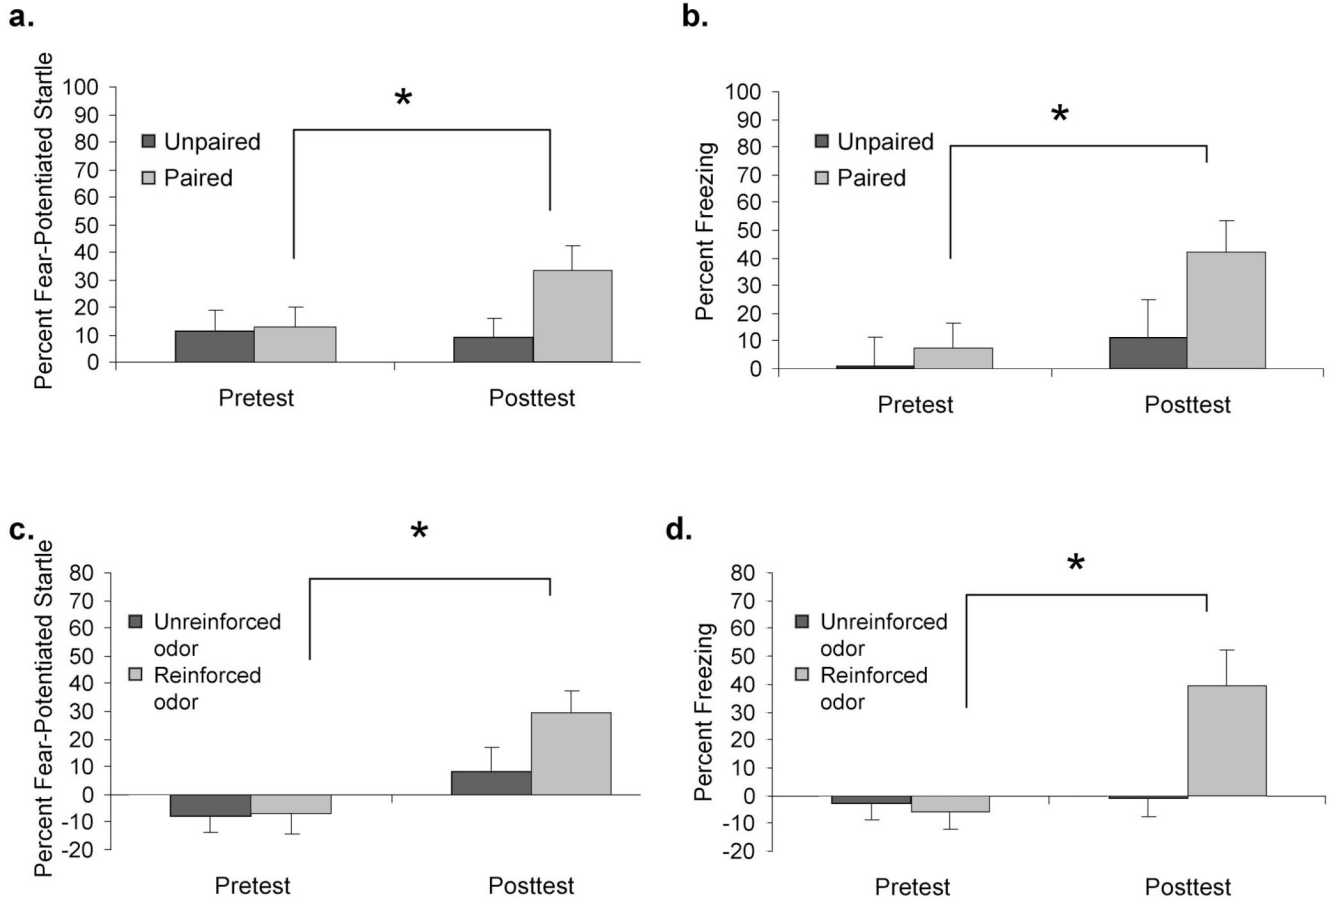 a.
Percent Fear-Potentiated Startle
100
90
80
70
60
50
40
30
20
10
0
*
Unpaired
Paired
Pretest
Posttest
b.
Percent Freezing
100
90
80
70
60
50
40
30
20
10
0
*
Unpaired
Paired
Pretest
Posttest
c.
Percent Fear-Potentiated Startle
80
70
60
50
40
30
20
10
0
-10
-20
*
Unreinforced
odor
Reinforced
odor
Pretest
Posttest
d.
Percent Freezing
80
70
60
50
40
30
20
10
0
-10
-20
*
Unreinforced
odor
Reinforced
odor
Pretest
Posttest